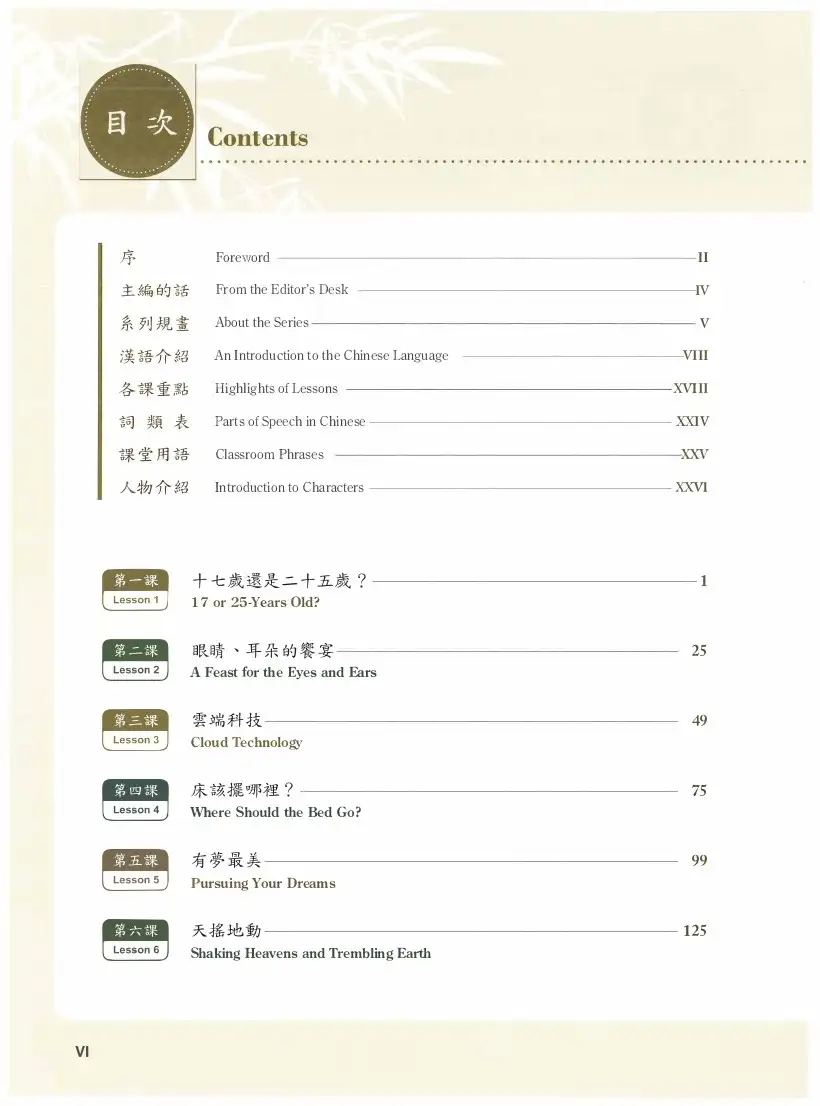 目次
Contents
序 Foreword II
主編的話 From the Editor's Desk IV
系列規畫 About the Series V
漢語介紹 An Introduction to the Chinese Language VIII
各課重點 Highlights of Lessons XVIII
詞類表 Parts of Speech in Chinese XXIV
課堂用語 Classroom Phrases XXV
人物介紹 Introduction to Characters XXVI
第一課 十七歲還是二十五歲？ 1
Lesson 1 17 or 25-Years Old?
第二課 眼睛、耳朵的饗宴 25
Lesson 2 A Feast for the Eyes and Ears
第三課 雲端科技 49
Lesson 3 Cloud Technology
第四課 床該擺哪裡？ 75
Lesson 4 Where Should the Bed Go?
第五課 有夢最美 99
Lesson 5 Pursuing Your Dreams
第六課 天搖地動 125
Lesson 6 Shaking Heavens and Trembling Earth
VI